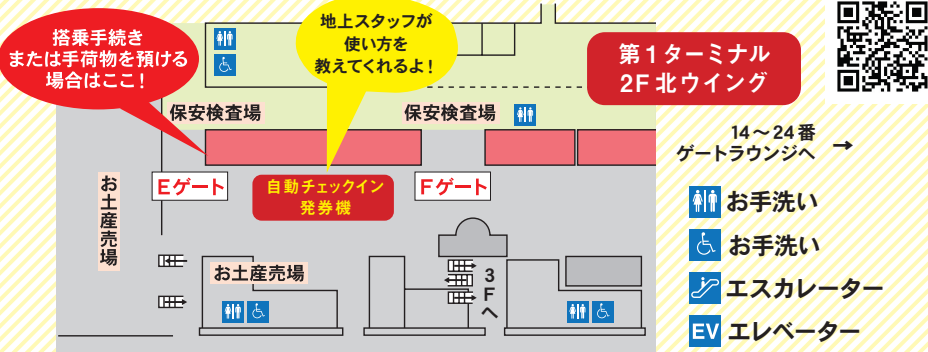 搭乗手続き
または手荷物を預ける
場合はここ！
地上スタッフが
使い方を
教えてくれるよ！
第1ターミナル
2F 北ウイング
保安検査場
保安検査場
14～24番
ゲートラウンジへ →
Eゲート
自動チェックイン
発券機
Fゲート
お土産売場
お土産売場
3Fへ
お手洗い
お手洗い
エスカレーター
EV エレベーター